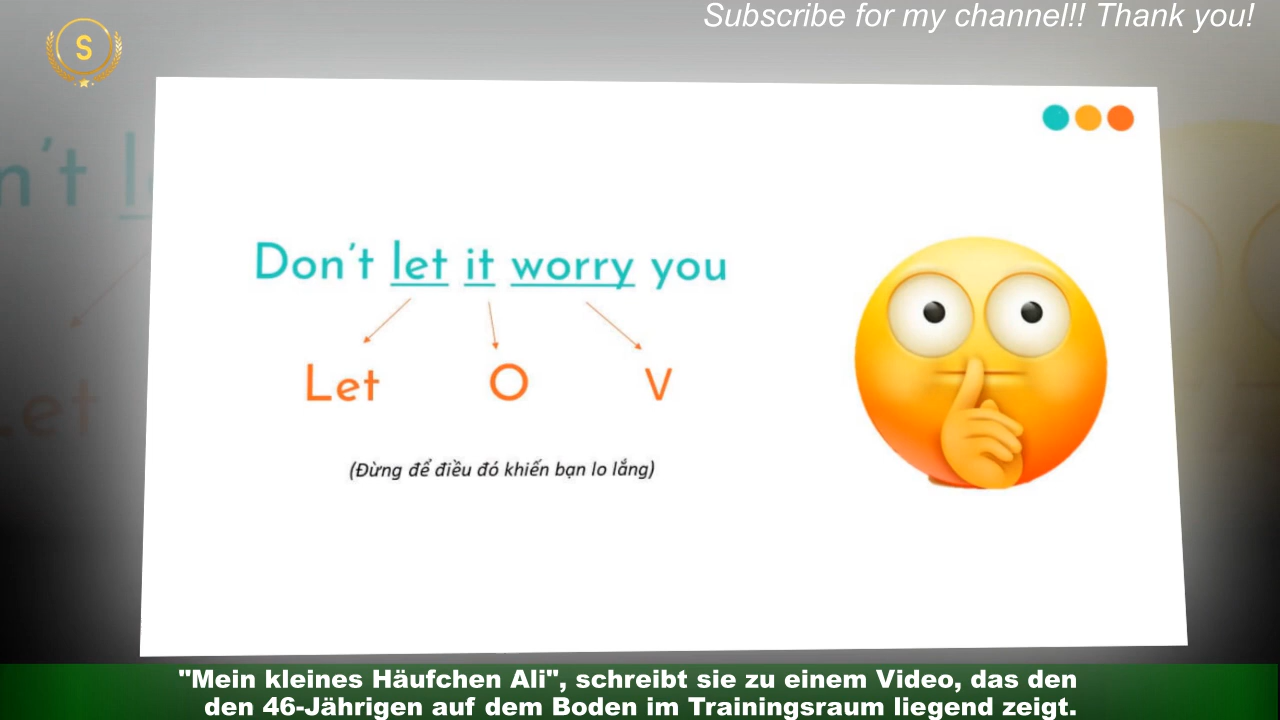 Subscribe for my channel!! Thank you!
S
Don't let it worry you
Let O V
(Đừng để điều đó khiến bạn lo lắng)
"Mein kleines Häufchen Ali", schreibt sie zu einem Video, das den
den 46-Jährigen auf dem Boden im Trainingsraum liegend zeigt.